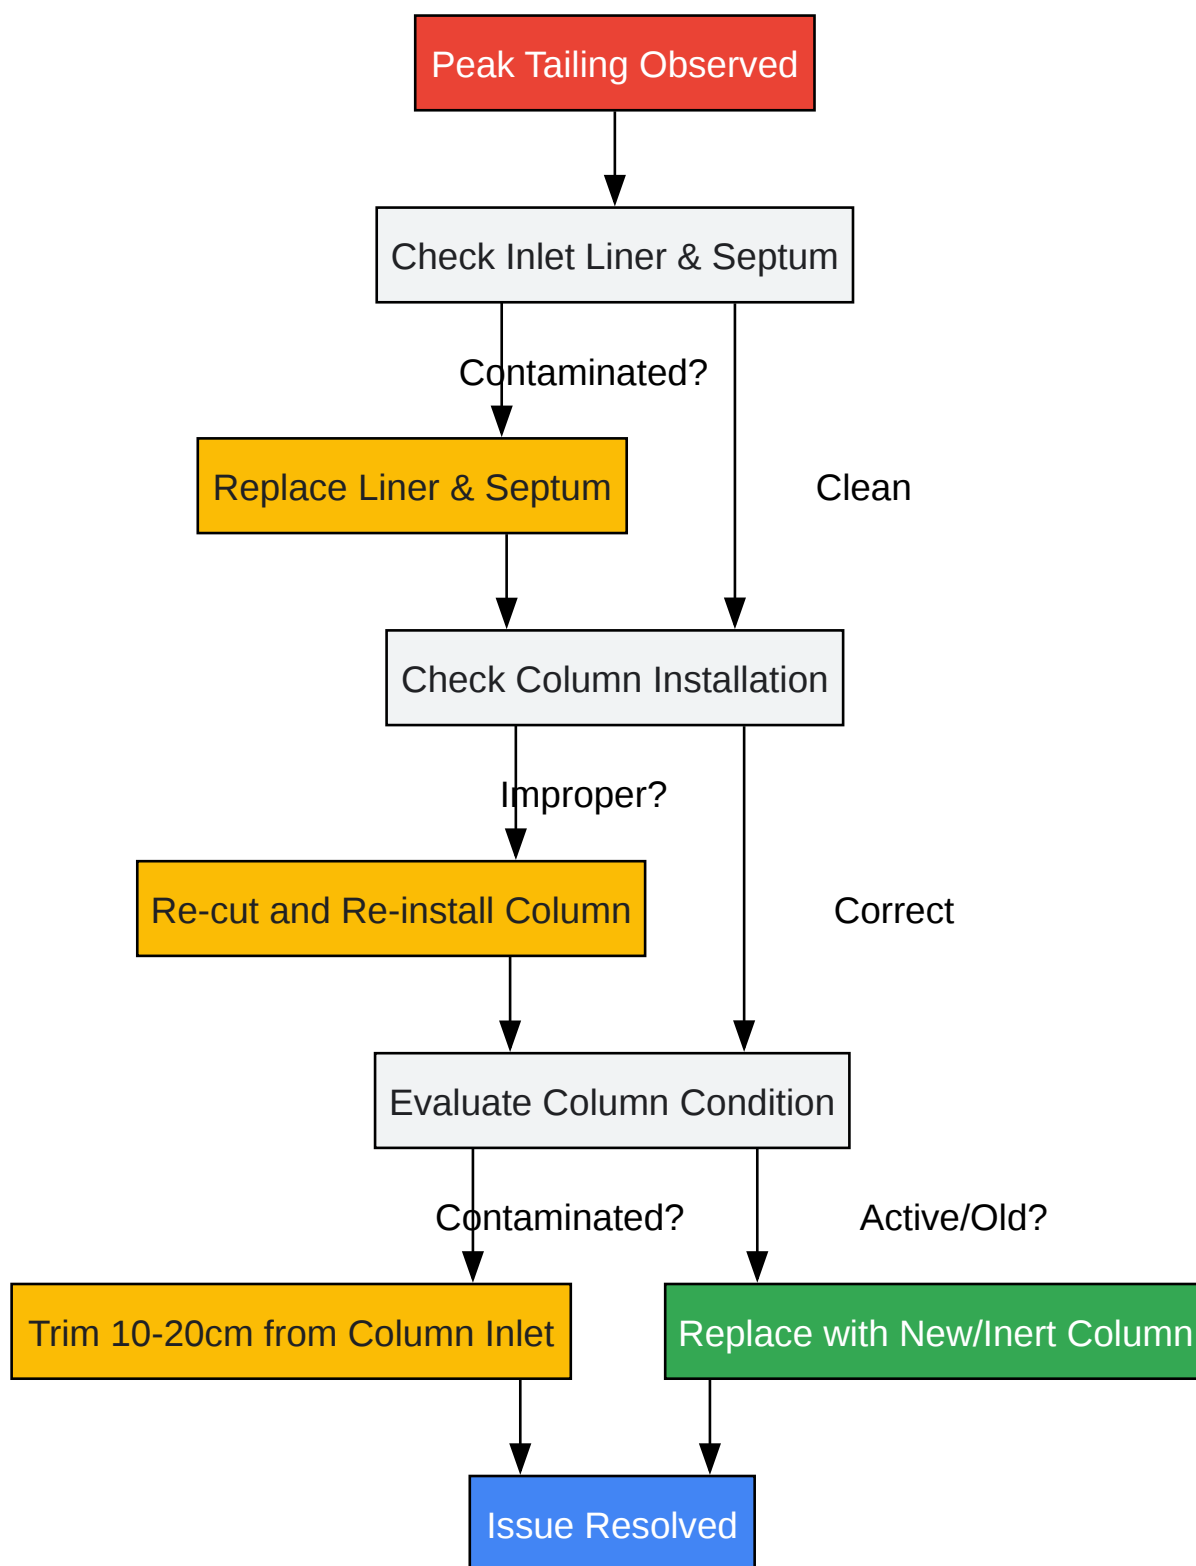 Peak Tailing Observed
Check Inlet Liner & Septum
Contaminated?
Replace Liner & Septum
Clean
Check Column Installation
Improper?
Re-cut and Re-install Column
Correct
Evaluate Column Condition
Contaminated?
Active/Old?
Trim 10-20cm from Column Inlet
Replace with New/Inert Column
Issue Resolved